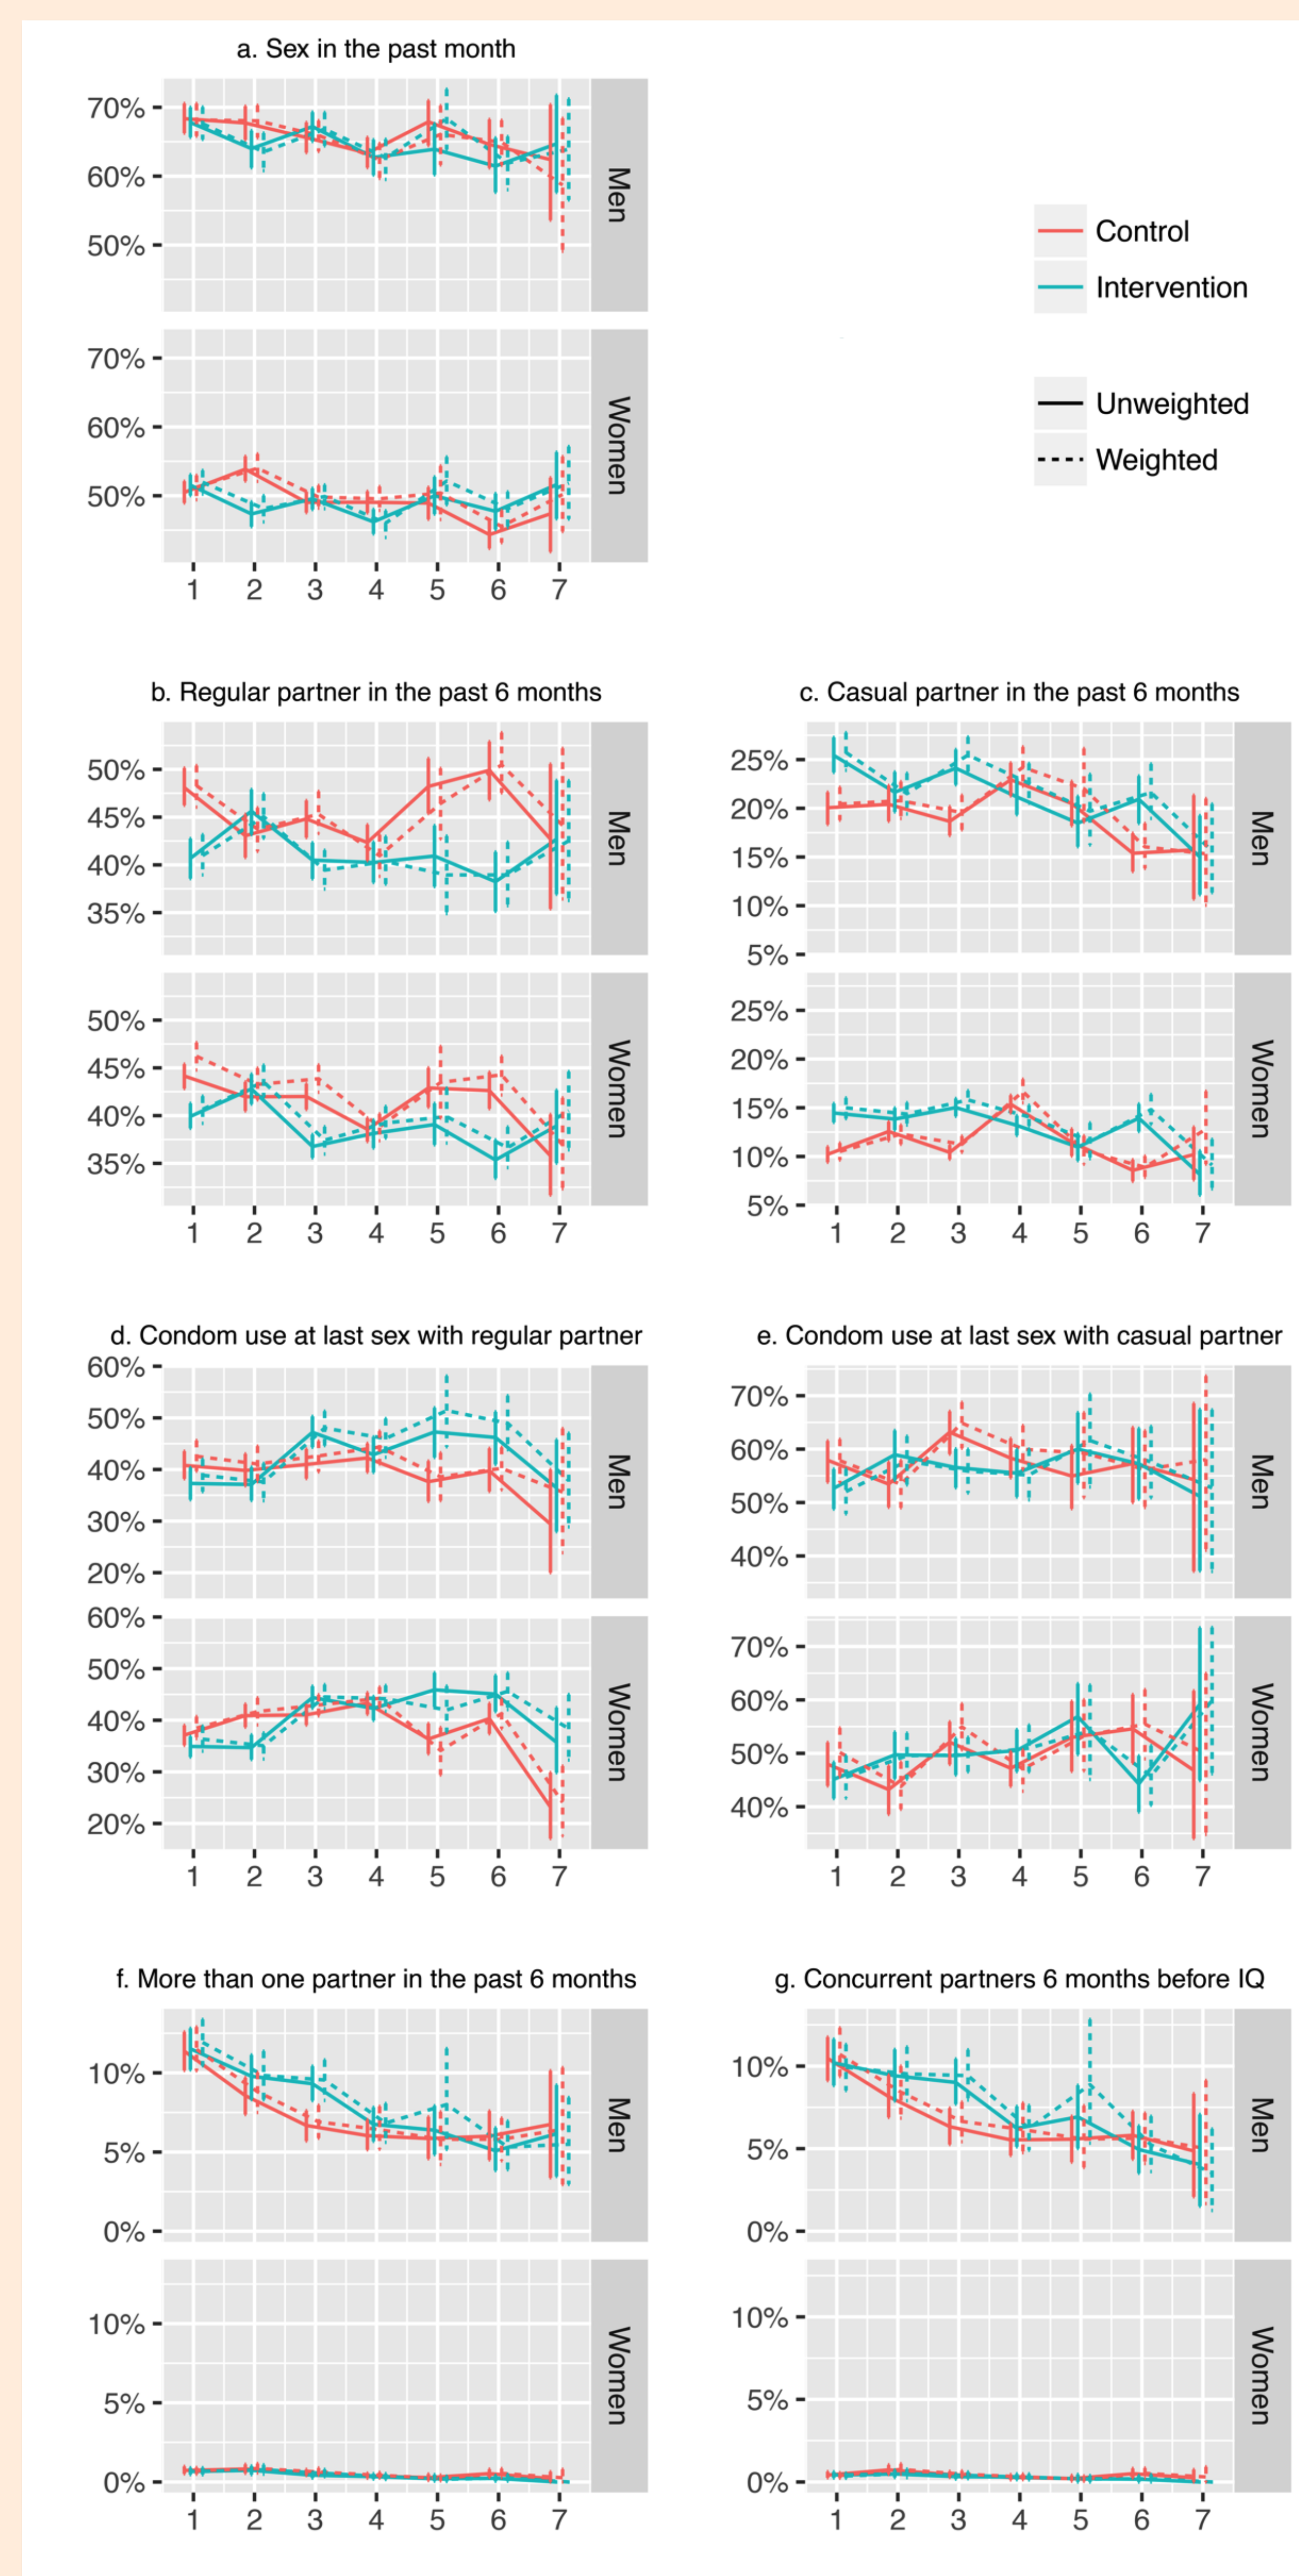 a. Sex in the past month
70%
60%
50%
Men
70%
60%
50%
Women
1 2 3 4 5 6 7
Control
Intervention
Unweighted
Weighted
b. Regular partner in the past 6 months
50%
45%
40%
35%
Men
50%
45%
40%
35%
Women
1 2 3 4 5 6 7
c. Casual partner in the past 6 months
25%
20%
15%
10%
5%
Men
25%
20%
15%
10%
5%
Women
1 2 3 4 5 6 7
d. Condom use at last sex with regular partner
60%
50%
40%
30%
20%
Men
60%
50%
40%
30%
20%
Women
1 2 3 4 5 6 7
e. Condom use at last sex with casual partner
70%
60%
50%
40%
Men
70%
60%
50%
40%
Women
1 2 3 4 5 6 7
f. More than one partner in the past 6 months
10%
5%
0%
Men
10%
5%
0%
Women
1 2 3 4 5 6 7
g. Concurrent partners 6 months before IQ
10%
5%
0%
Men
10%
5%
0%
Women
1 2 3 4 5 6 7